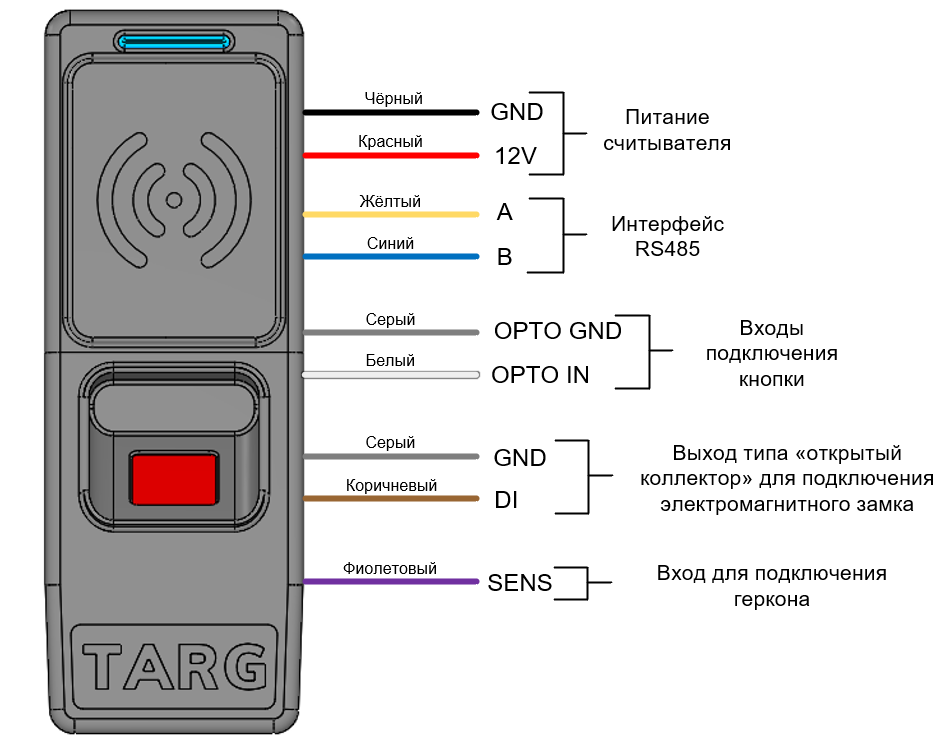 Чёрный
GND
Красный
12V
Питание
считывателя
Жёлтый
A
Синий
B
Интерфейс
RS485
Серый
OPTO GND
Белый
OPTO IN
Входы
подключения
кнопки
Серый
GND
Коричневый
DI
Выход типа «открытый
коллектор» для подключения
электромагнитного замка
Фиолетовый
SENS
Вход для подключения
геркона
TARG